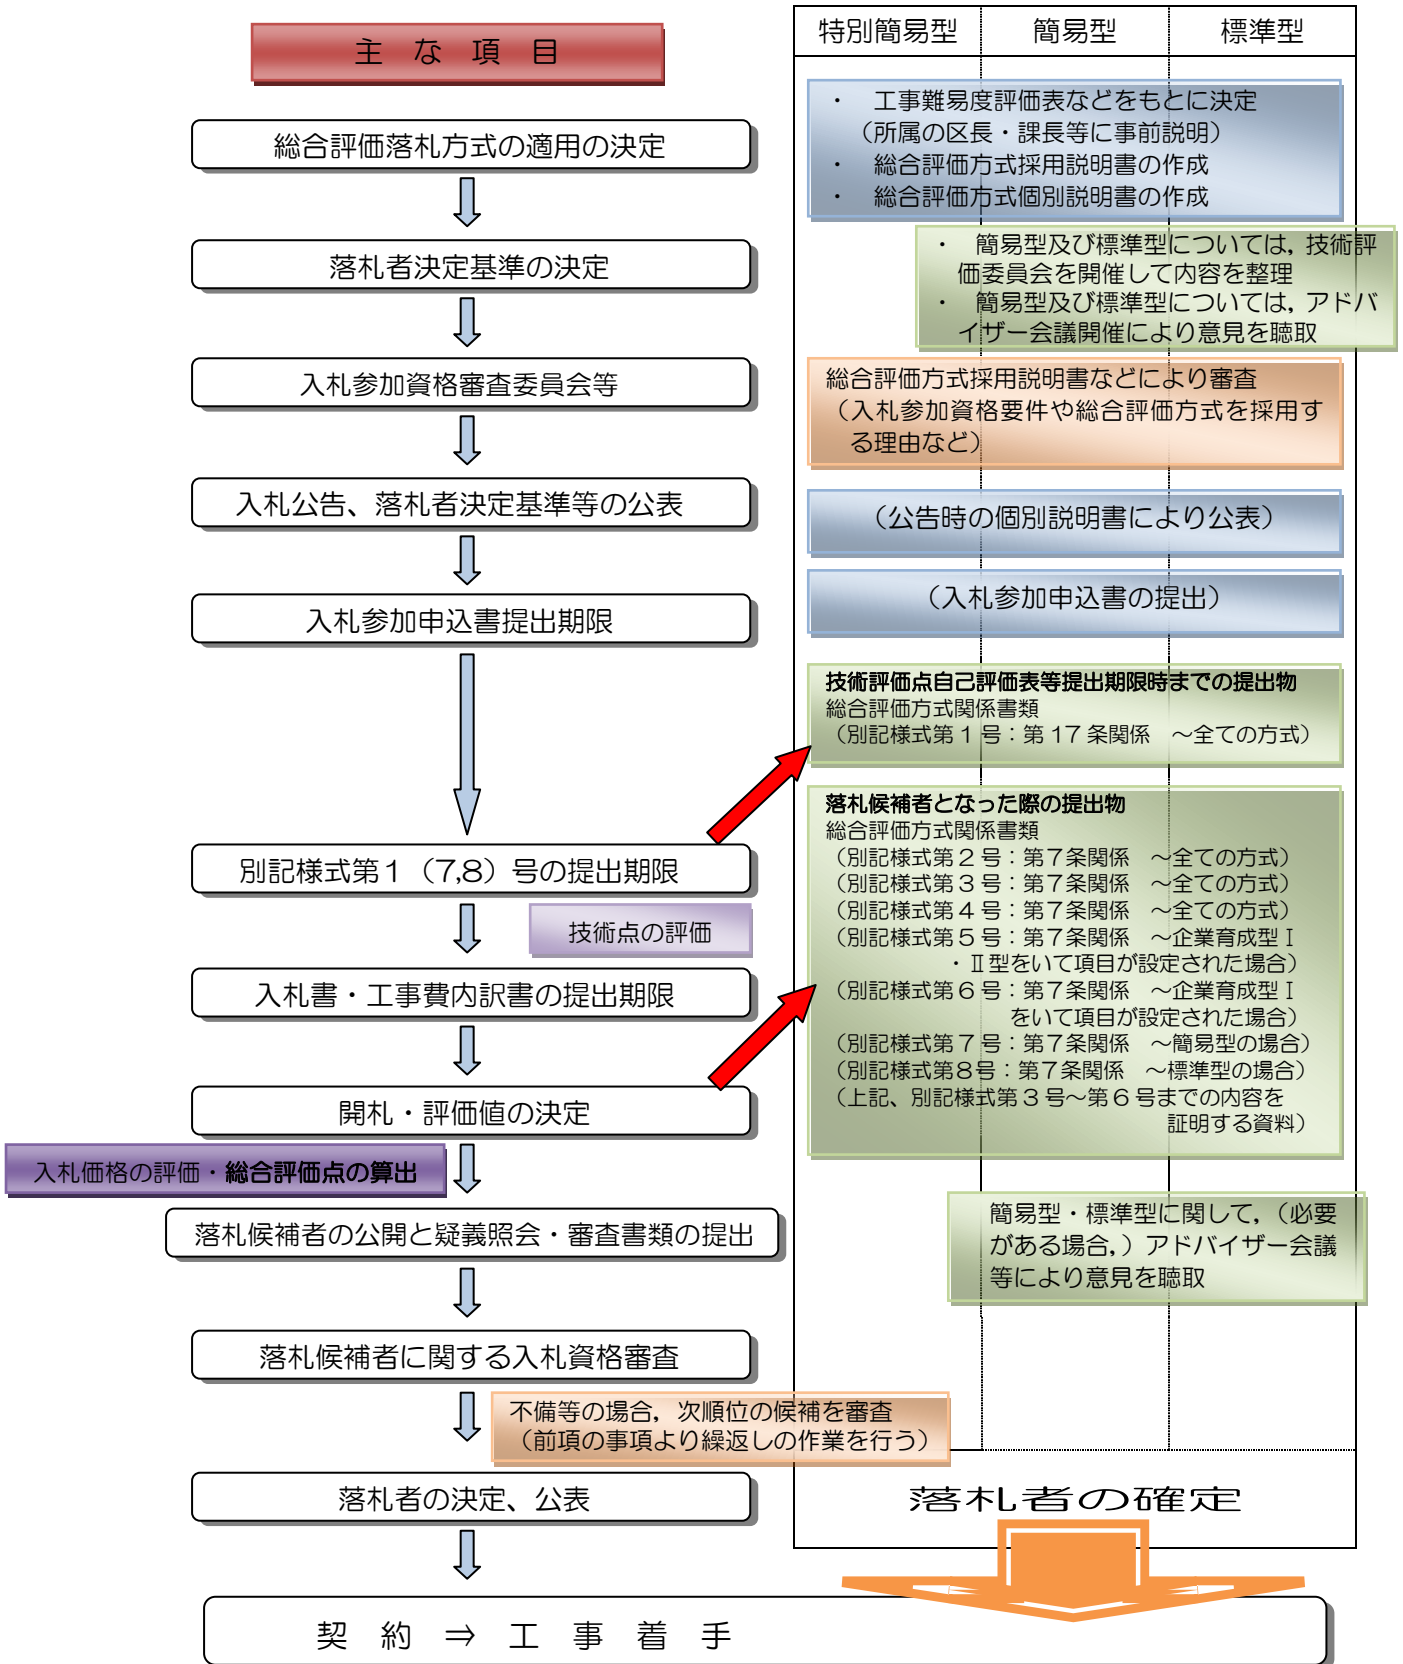 主な項目
特別簡易型
簡易型
標準型
総合評価落札方式の適用の決定
・ 工事難易度評価表などをもとに決定
（所属の区長・課長等に事前説明）
・ 総合評価方式採用説明書の作成
・ 総合評価方式個別説明書の作成
落札者決定基準の決定
・ 簡易型及び標準型については,技術評
価委員会を開催して内容を整理
・ 簡易型及び標準型については,アドバ
イザー会議開催により意見を聴取
入札参加資格審査委員会等
総合評価方式採用説明書などにより審査
（入札参加資格要件や総合評価方式を採用す
る理由など）
入札公告、落札者決定基準等の公表
（公告時の個別説明書により公表）
入札参加申込書提出期限
（入札参加申込書の提出）
技術評価点自己評価表等提出期限時までの提出物
総合評価方式関係書類
（別記様式第１号：第17条関係 ～全ての方式）
別記様式第１（7,8）号の提出期限
技術点の評価
落札候補者となった際の提出物
総合評価方式関係書類
（別記様式第２号：第７条関係 ～全ての方式）
（別記様式第３号：第７条関係 ～全ての方式）
（別記様式第４号：第７条関係 ～全ての方式）
（別記様式第５号：第７条関係 ～企業育成型Ⅰ
・Ⅱ型をいて項目が設定された場合）
（別記様式第６号：第７条関係 ～企業育成型Ⅰ
をいて項目が設定された場合）
（別記様式第７号：第７条関係 ～簡易型の場合）
（別記様式第８号：第７条関係 ～標準型の場合）
（上記、別記様式第３号～第６号までの内容を
証明する資料）
入札書・工事費内訳書の提出期限
開札・評価値の決定
入札価格の評価・総合評価点の算出
落札候補者の公開と疑義照会・審査書類の提出
簡易型・標準型に関して,（必要
がある場合,）アドバイザー会議
等により意見を聴取
落札候補者に関する入札資格審査
不備等の場合,次順位の候補を審査
（前項の事項より繰返しの作業を行う）
落札者の決定、公表
落札者の確定
契約⇒工事着手